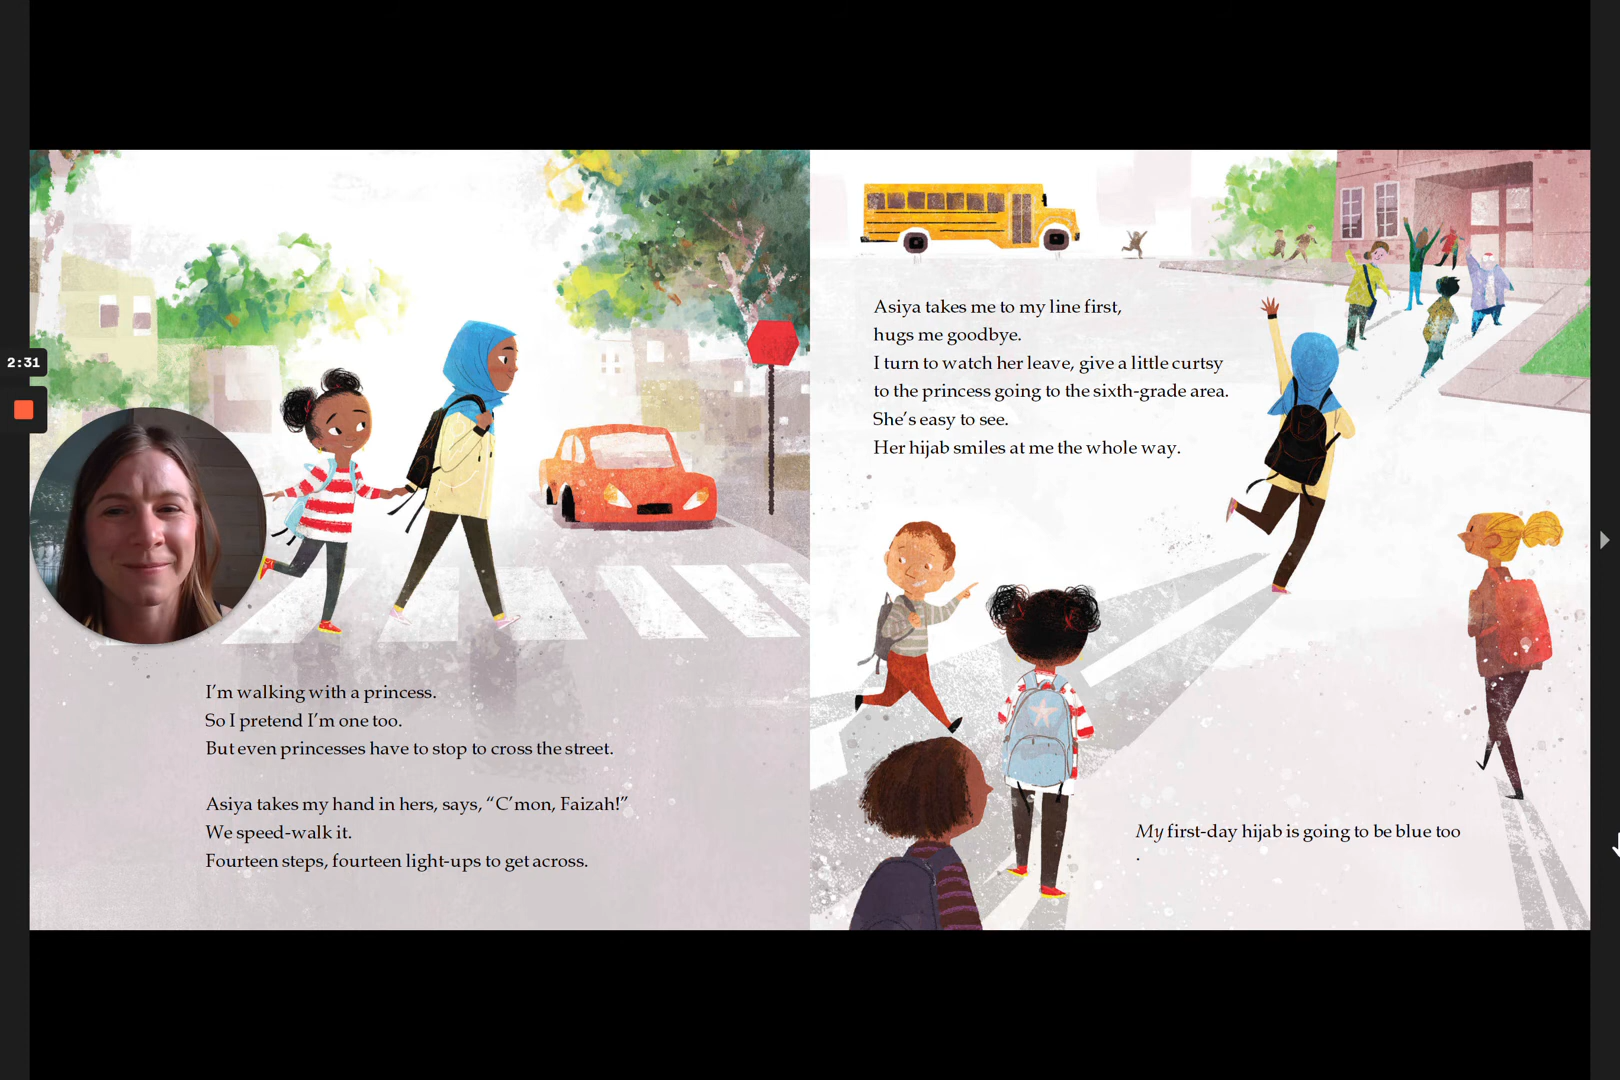 2:31
I'm walking with a princess.
So I pretend I'm one too.
But even princesses have to stop to cross the street.
Asiya takes my hand in hers, says, “C'mon, Faizah!”
We speed-walk it.
Fourteen steps, fourteen light-ups to get across.
Asiya takes me to my line first,
hugs me goodbye.
I turn to watch her leave, give a little curtsy
to the princess going to the sixth-grade area.
She's easy to see.
Her hijab smiles at me the whole way.
My first-day hijab is going to be blue too
.